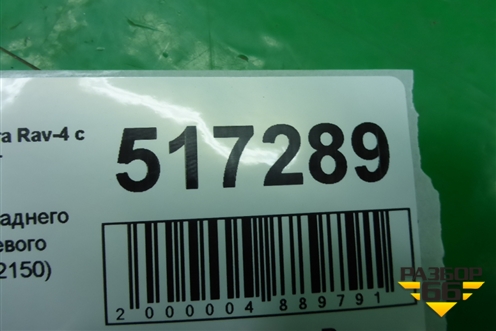 Rav-4 с
517289
аднего
евого
2150)
2000004889791
РАЗБОР
66